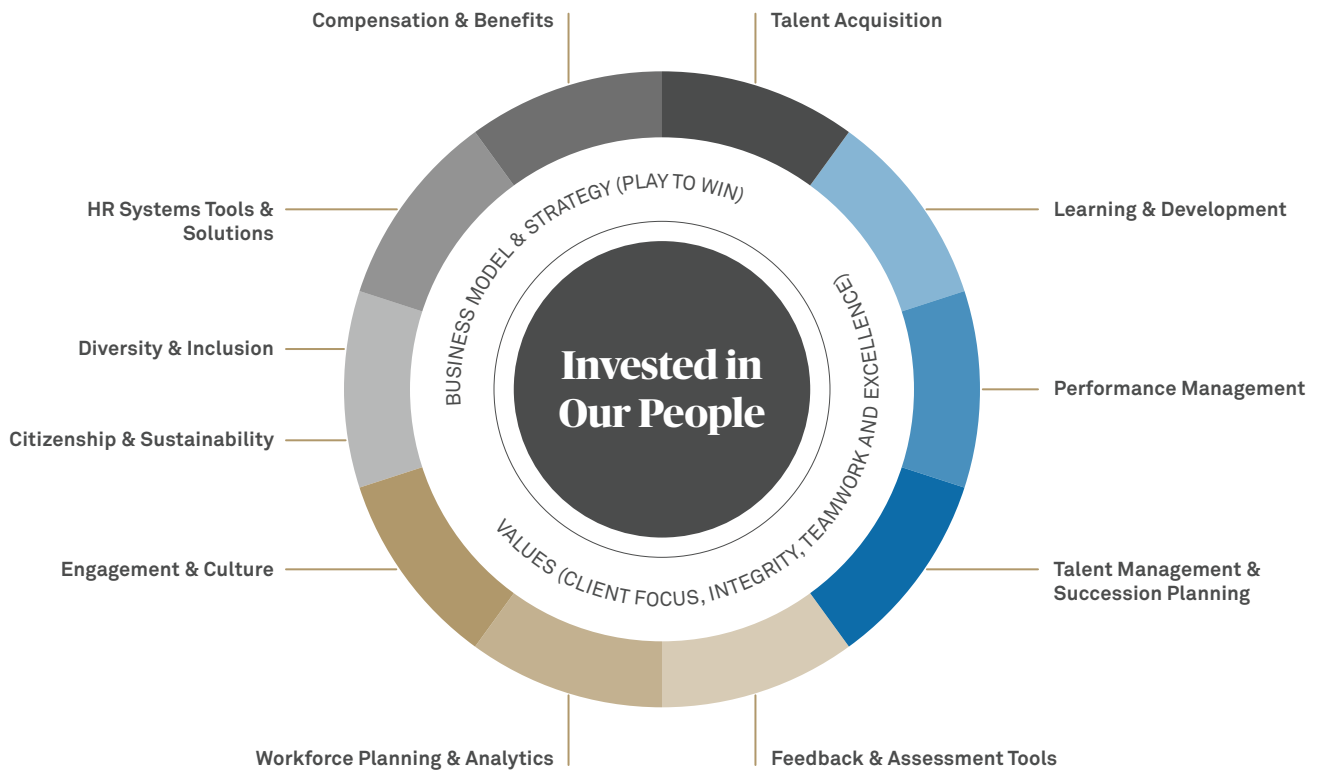 Compensation & Benefits
Talent Acquisition
HR Systems Tools &
Solutions
Learning & Development
Diversity & Inclusion
Performance Management
Citizenship & Sustainability
Engagement & Culture
Talent Management &
Succession Planning
Workforce Planning & Analytics
Feedback & Assessment Tools
BUSINESS MODEL & STRATEGY (PLAY TO WIN)
VALUES (CLIENT FOCUS, INTEGRITY, TEAMWORK AND EXCELLENCE)
Invested in
Our People